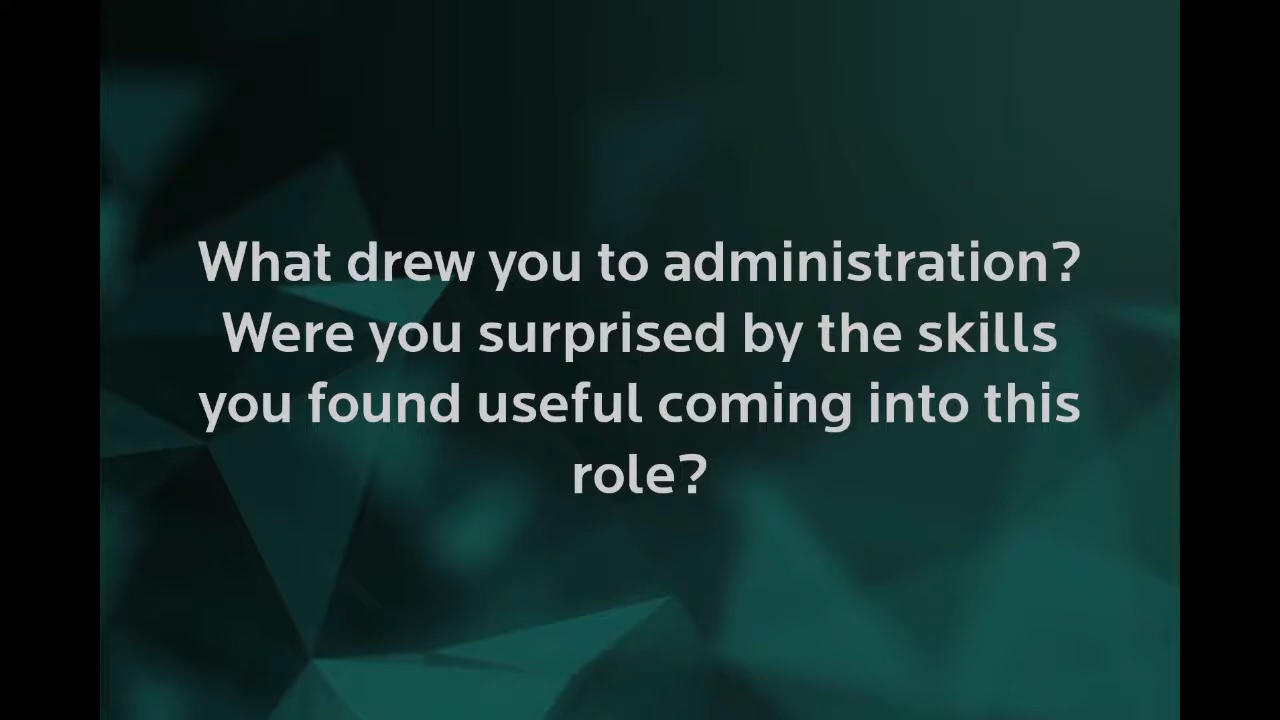 What drew you to administration?
Were you surprised by the skills
you found useful coming into this
role?